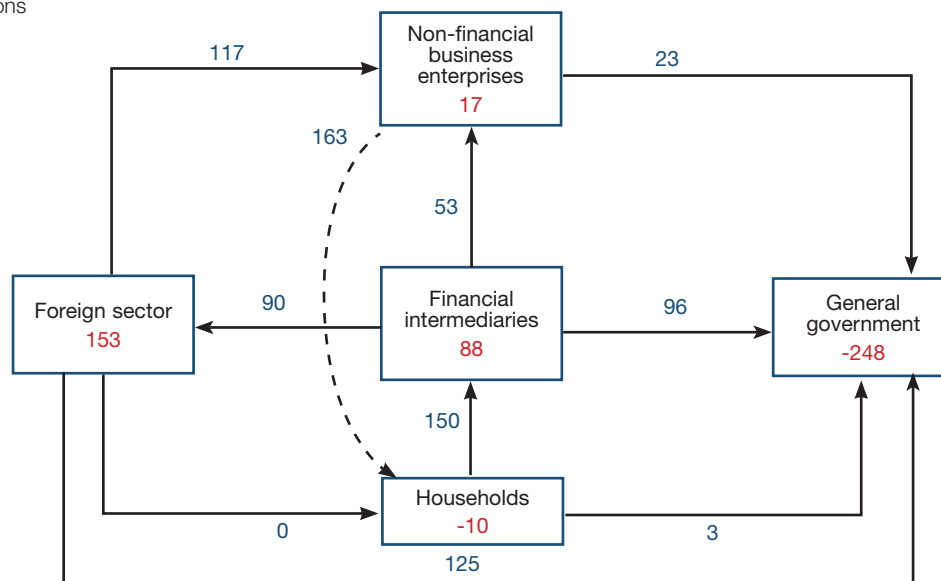 ons
117
Non-financial
business
enterprises
17
23
163
53
Foreign sector
153
90
Financial
intermediaries
88
96
General
government
-248
150
Households
-10
0
3
125